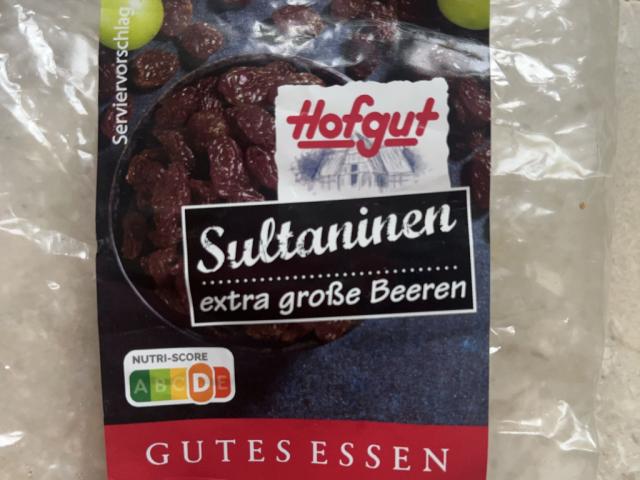 Serviervorschlag
Hofgut
Sultaninen
extra große Beeren
NUTRI-SCORE
A B C D E
GUTES ESSEN